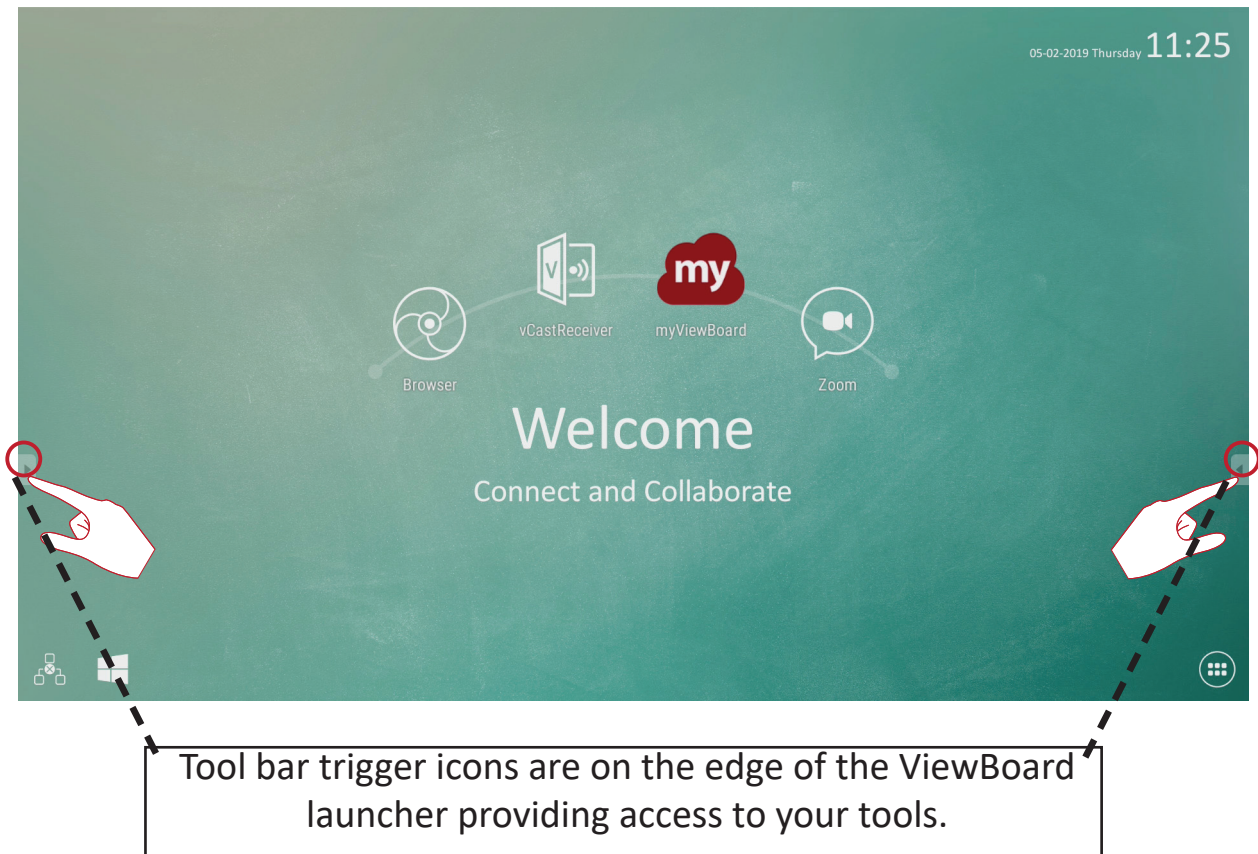 05-02-2019 Thursday 11:25
V
my
vCastReceiver
myViewBoard
Browser
Zoom
Welcome
Connect and Collaborate
Tool bar trigger icons are on the edge of the ViewBoard
launcher providing access to your tools.